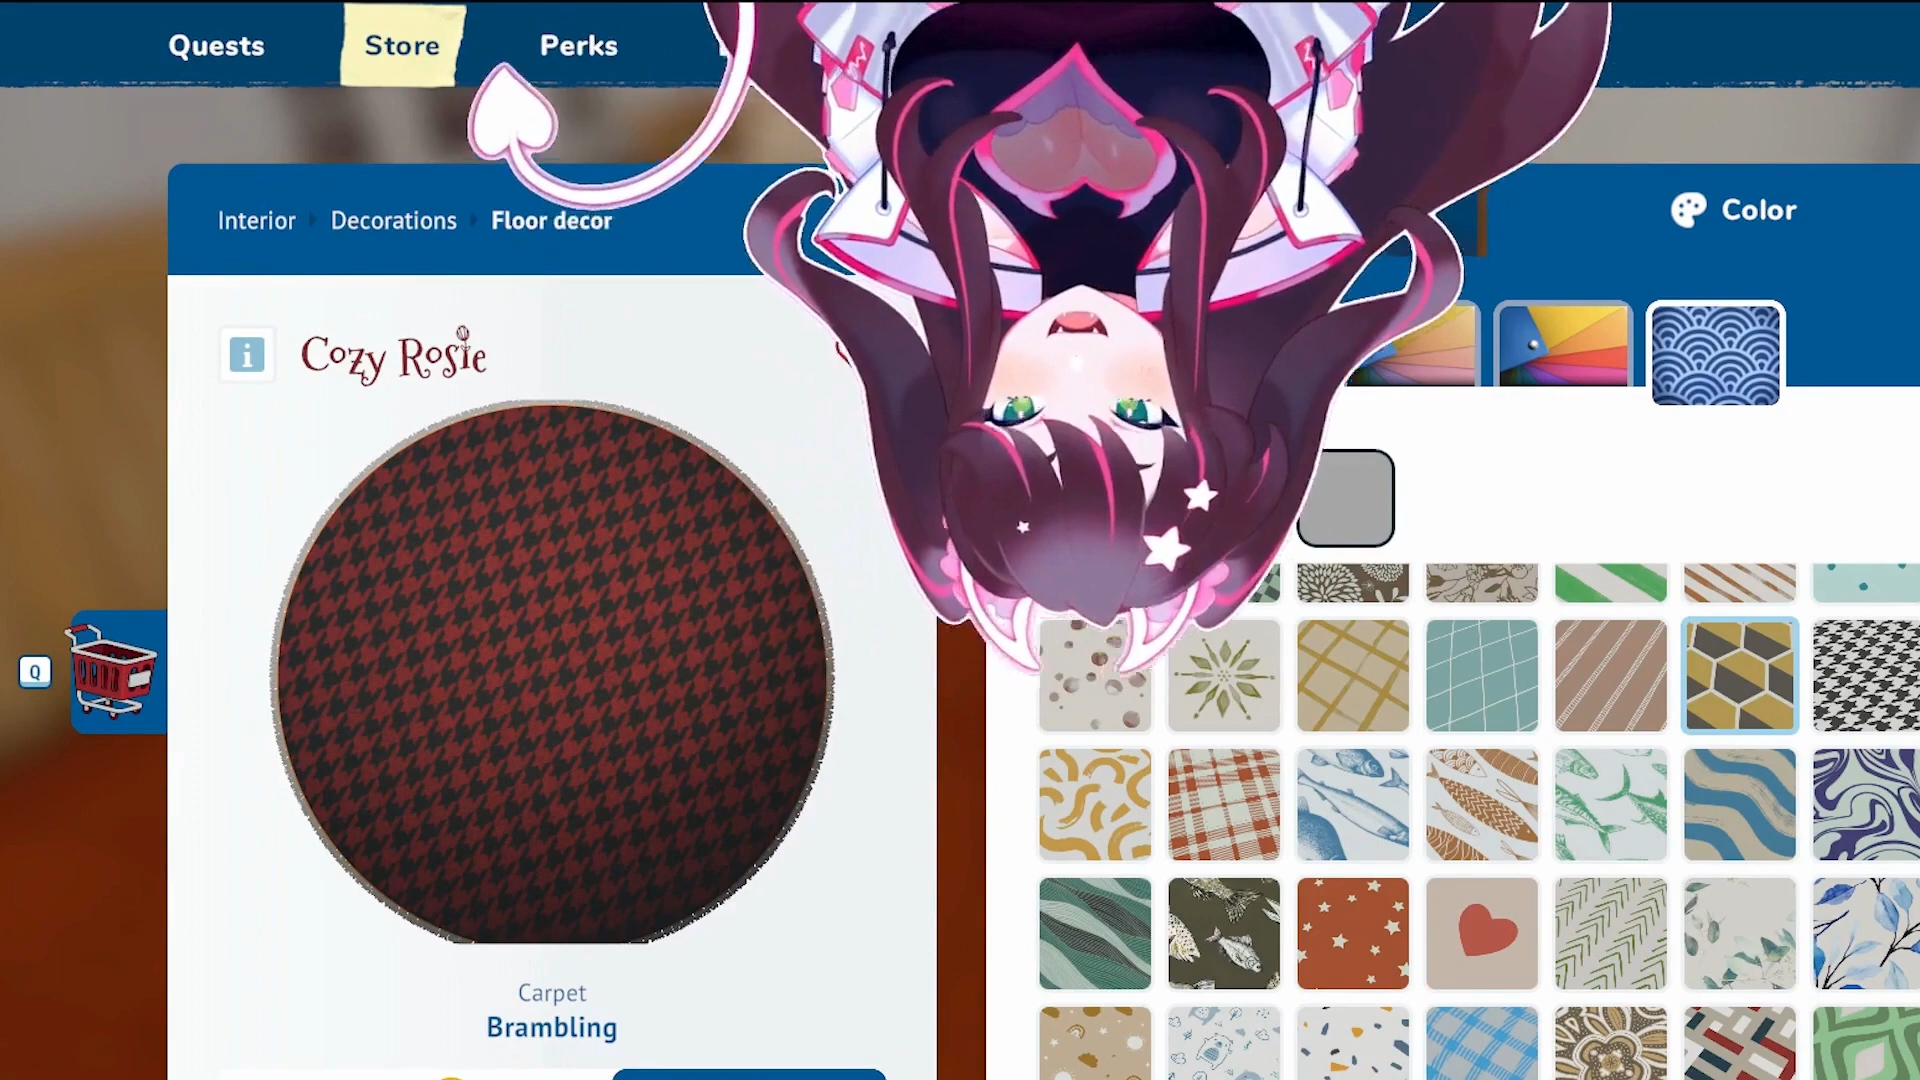 Quests
Store
Perks
Interior
Decorations
Floor decor
Color
i
Cozy Rosie
Q
Carpet
Brambling